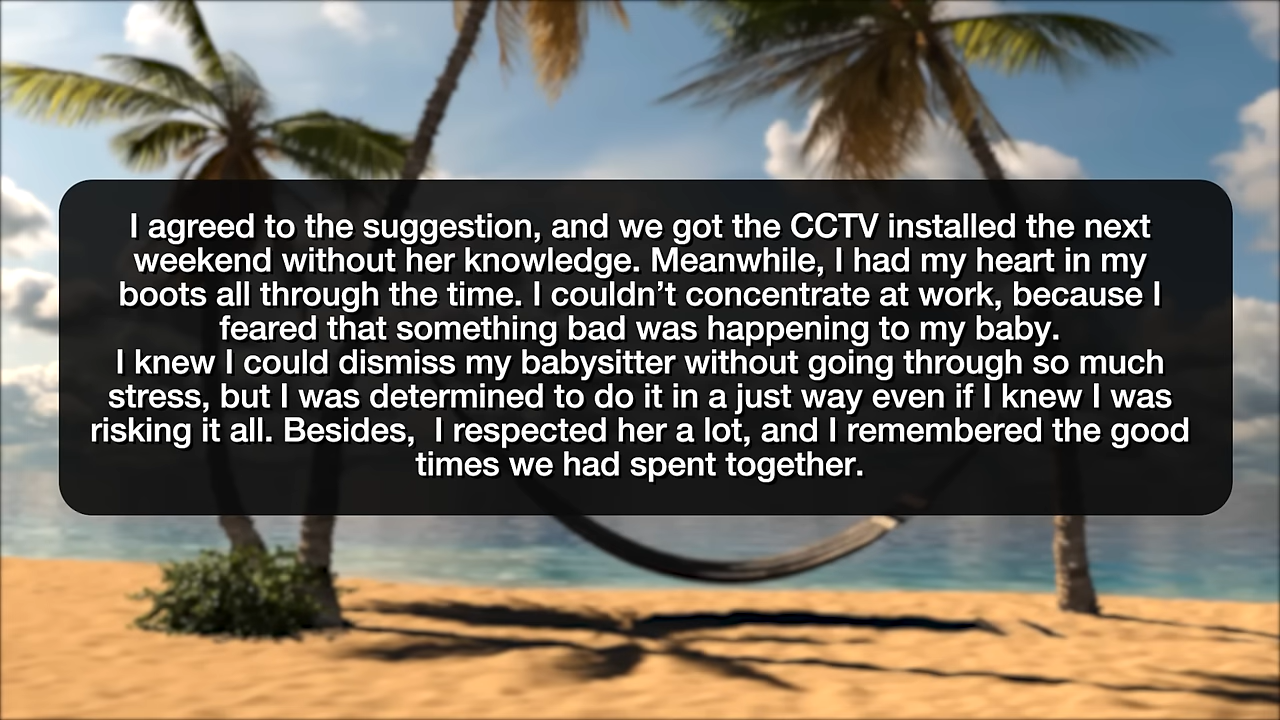 I agreed to the suggestion, and we got the CCTV installed the next
weekend without her knowledge. Meanwhile, I had my heart in my
boots all through the time. I couldn’t concentrate at work, because I
feared that something bad was happening to my baby.
I knew I could dismiss my babysitter without going through so much
stress, but I was determined to do it in a just way even if I knew I was
risking it all. Besides,  I respected her a lot, and I remembered the good
times we had spent together.